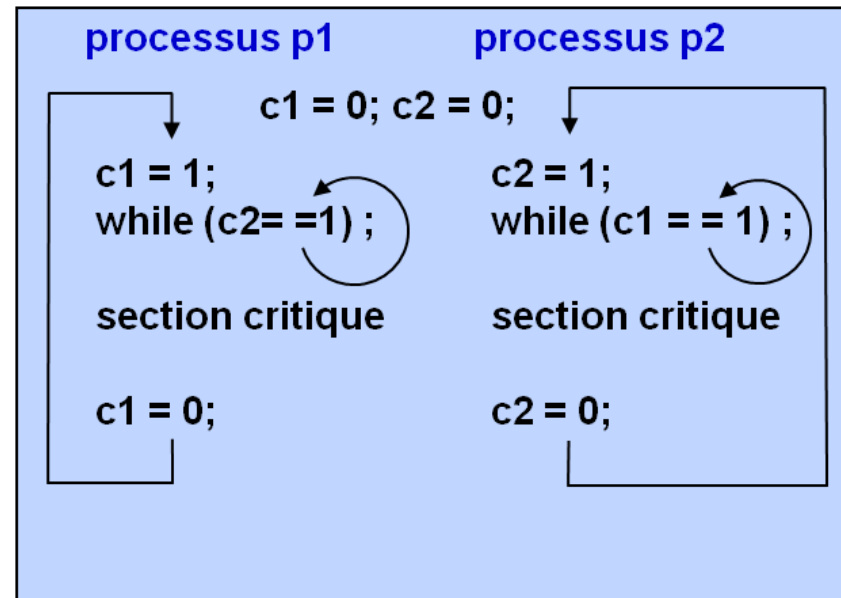 processus p1 processus p2
c1 = 0; c2 = 0;
c1 = 1; c2 = 1;
while (c2= =1) ; while (c1 = = 1) ;
section critique section critique
c1 = 0; c2 = 0;